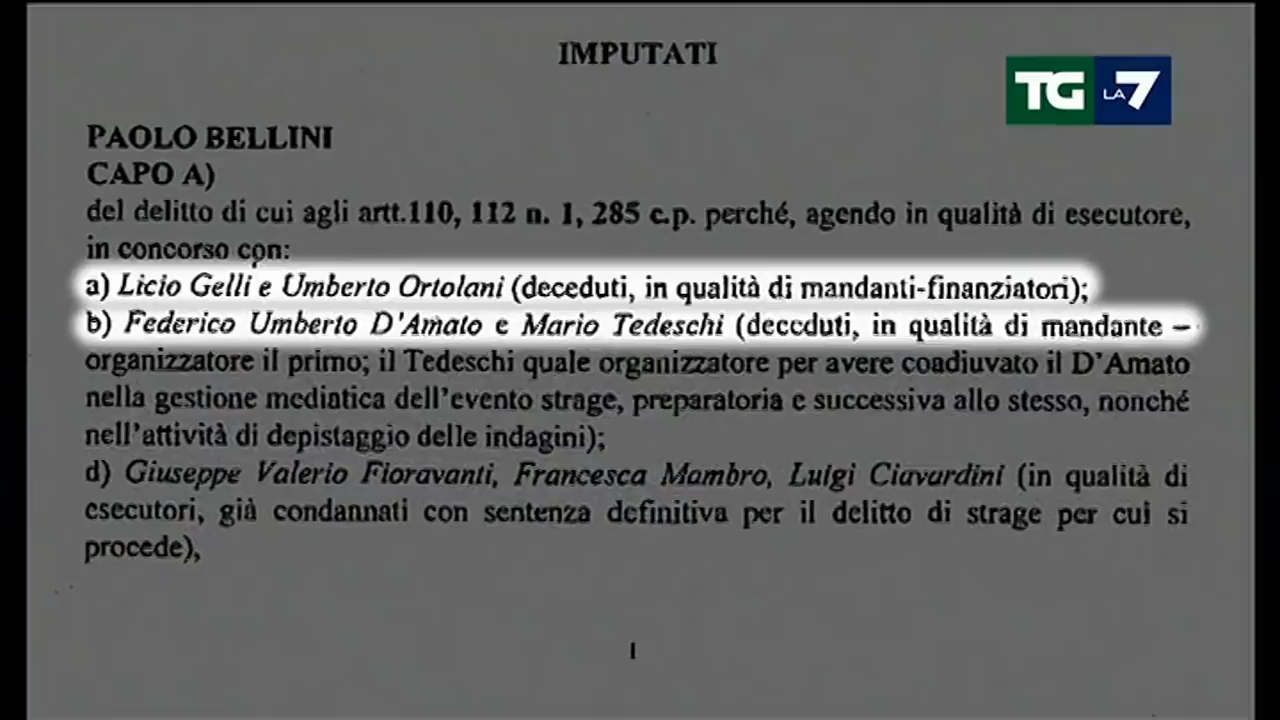 IMPUTATI
TG LA 7
PAOLO BELLINI
CAPO A)
del delitto di cui agli artt.110, 112 n. 1, 285 c.p. perché, agendo in qualità di esecutore,
in concorso con:
a) Licio Gelli e Umberto Ortolani (deceduti, in qualità di mandanti-finanziatori);
b) Federico Umberto D'Amato e Mario Tedeschi (deceduti, in qualità di mandante –
organizzatore il primo; il Tedeschi quale organizzatore per avere coadiuvato il D'Amato
nella gestione mediatica dell'evento strage, preparatoria e successiva allo stesso, nonché
nell'attività di depistaggio delle indagini);
d) Giuseppe Valerio Fioravanti, Francesca Mambro, Luigi Ciavardini (in qualità di
esecutori, già condannati con sentenza definitiva per il delitto di strage per cui si
procede),
1